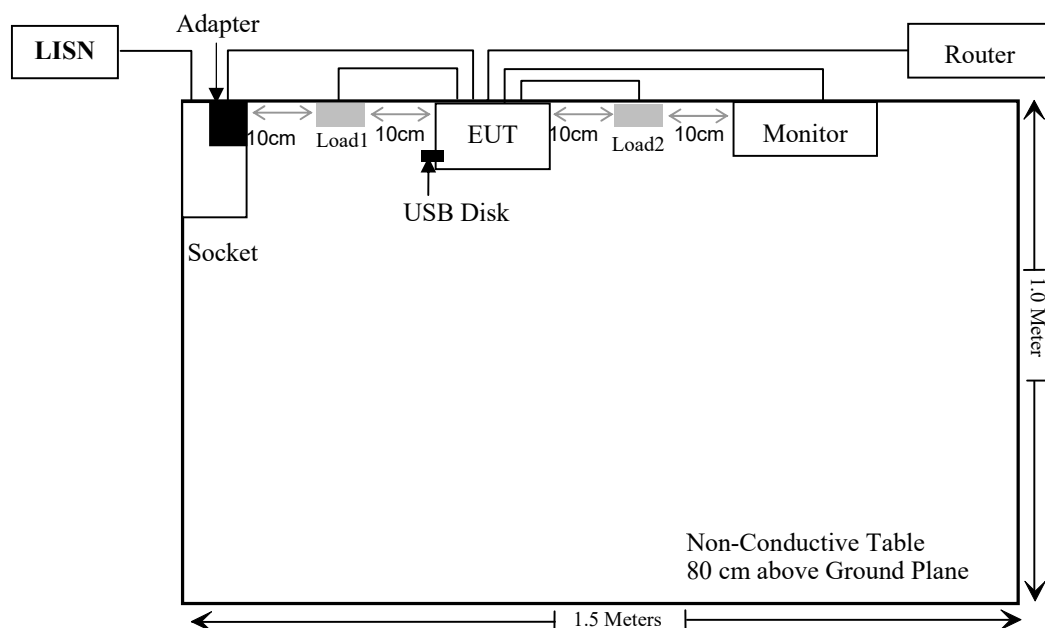 Adapter
LISN
Router
10cm
Load1
10cm
EUT
10cm
Load2
10cm
Monitor
USB Disk
Socket
1.0 Meter
Non-Conductive Table
80 cm above Ground Plane
1.5 Meters